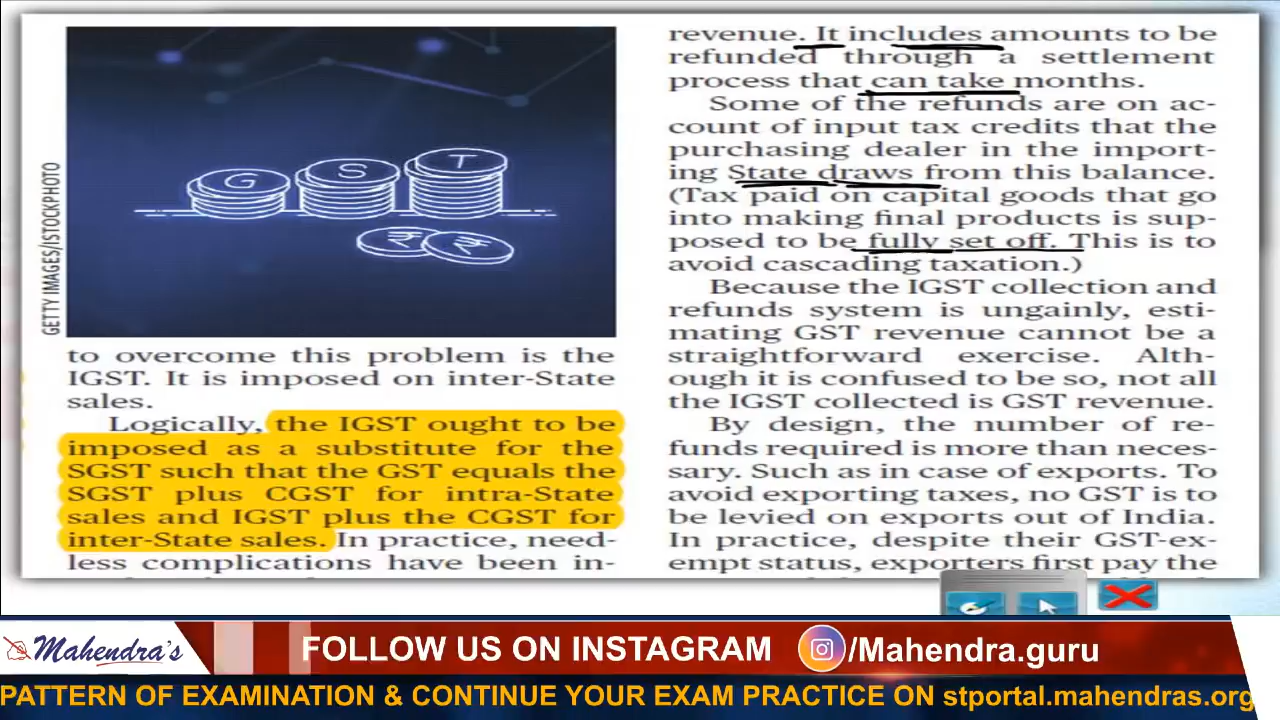 G S T
₹ ₹
GETTY IMAGES/ISTOCKPHOTO
to overcome this problem is the
IGST. It is imposed on inter-State
sales.
Logically, the IGST ought to be
imposed as a substitute for the
SGST such that the GST equals the
SGST plus CGST for intra-State
sales and IGST plus the CGST for
inter-State sales. In practice, need-
less complications have been in-
revenue. It includes amounts to be
refunded through a settlement
process that can take months.
Some of the refunds are on ac-
count of input tax credits that the
purchasing dealer in the import-
ing State draws from this balance.
(Tax paid on capital goods that go
into making final products is sup-
posed to be fully set off. This is to
avoid cascading taxation.)
Because the IGST collection and
refunds system is ungainly, esti-
mating GST revenue cannot be a
straightforward exercise. Alth-
ough it is confused to be so, not all
the IGST collected is GST revenue.
By design, the number of re-
funds required is more than neces-
sary. Such as in case of exports. To
avoid exporting taxes, no GST is to
be levied on exports out of India.
In practice, despite their GST-ex-
empt status, exporters first pay the
Mahendra's
FOLLOW US ON INSTAGRAM /Mahendra.guru
PATTERN OF EXAMINATION & CONTINUE YOUR EXAM PRACTICE ON stportal.mahendras.org